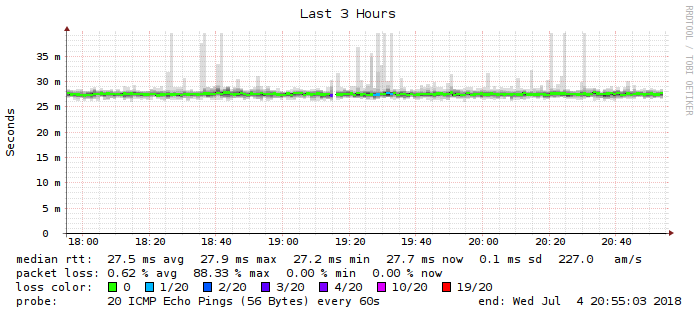 Last 3 Hours
RRDTOOL / TOBI OETIKER
Seconds
35 m
30 m
25 m
20 m
15 m
10 m
5 m
0
18:00 18:20 18:40 19:00 19:20 19:40 20:00 20:20 20:40
median rtt: 27.5 ms avg 27.9 ms max 27.2 ms min 27.7 ms now 0.1 ms sd 227.0 am/s
packet loss: 0.62 % avg 88.33 % max 0.00 % min 0.00 % now
loss color: 0 1/20 2/20 3/20 4/20 10/20 19/20
probe: 20 ICMP Echo Pings (56 Bytes) every 60s end: Wed Jul 4 20:55:03 2018